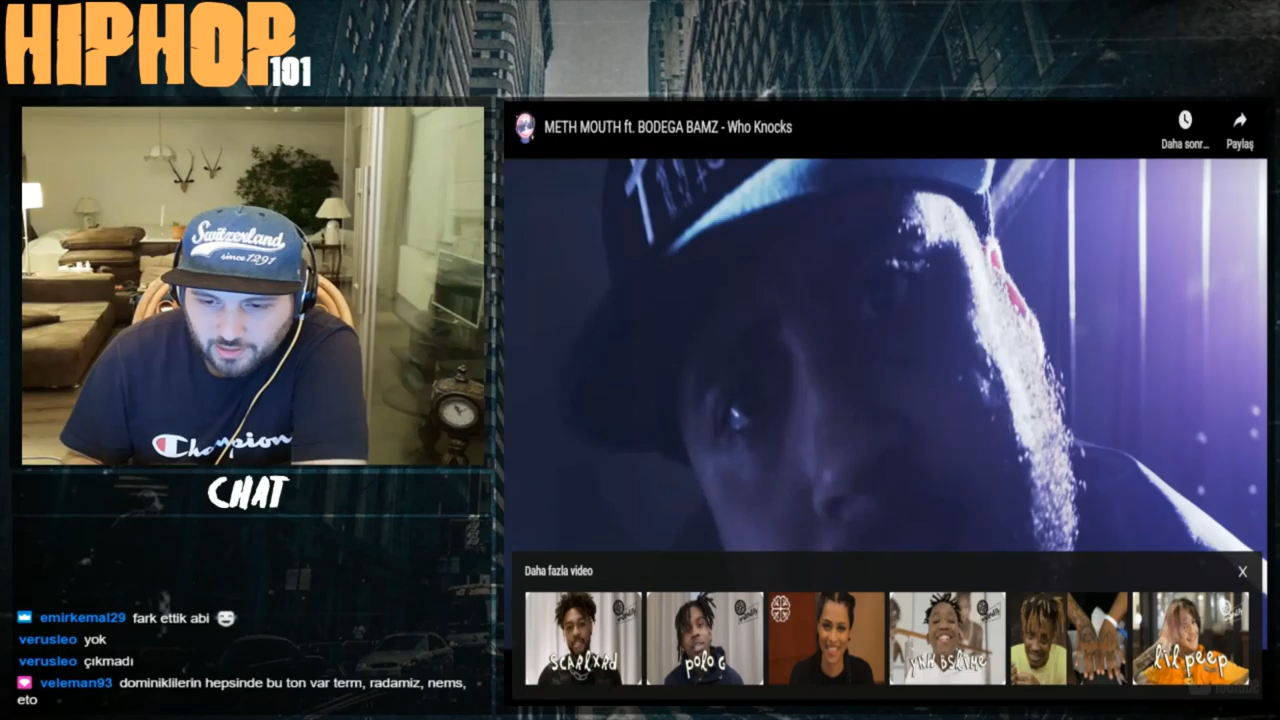 HIPHOP
101
METH MOUTH ft. BODEGA BAMZ - Who Knocks
Daha sonr...
Paylaş
Switzerland
since 1291
Champion
CHAT
emirkemal29 fark ettik abi
verusleo yok
verusleo çıkmadı
veleman93 dominiklilerin hepsinde bu ton var term, radamiz, nems,
eto
Daha fazla video
X
SCARLXRD
POLO G
YNW BSLIME
lil peep
YouTube